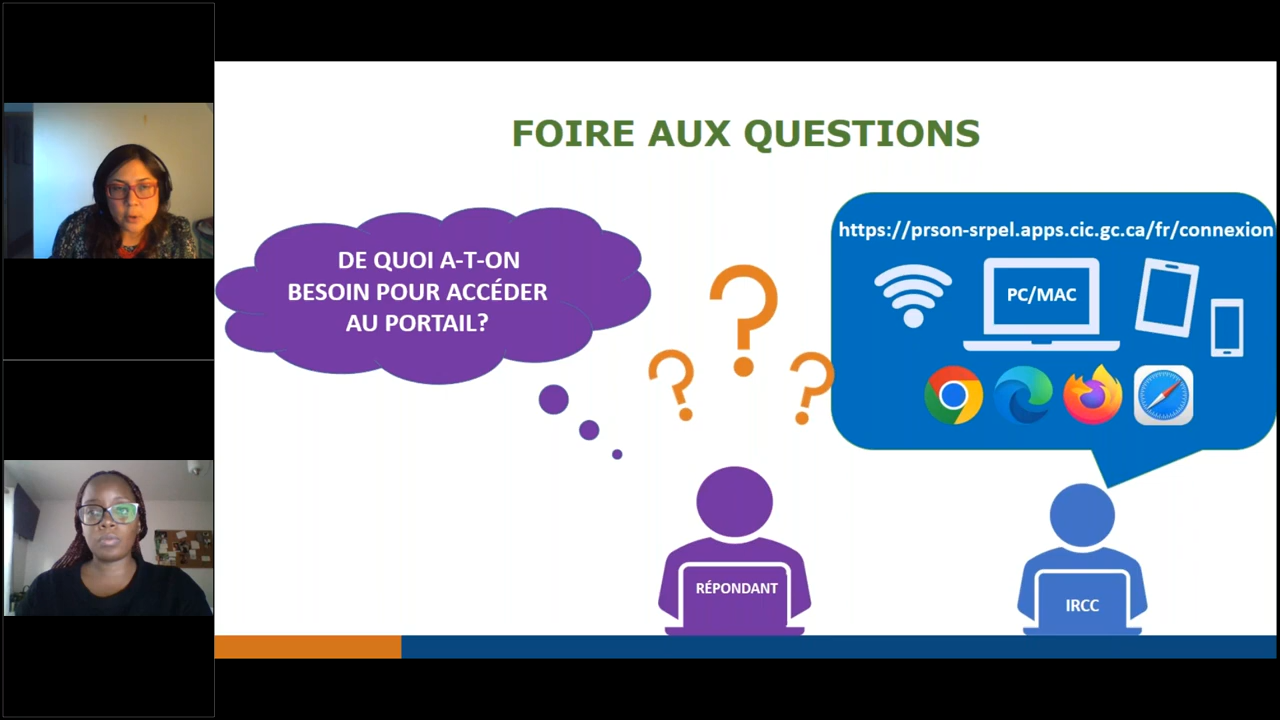 FOIRE AUX QUESTIONS
DE QUOI A-T-ON
BESOIN POUR ACCÉDER
AU PORTAIL?
https://prson-srpel.apps.cic.gc.ca/fr/connexion
PC/MAC
RÉPONDANT
IRCC